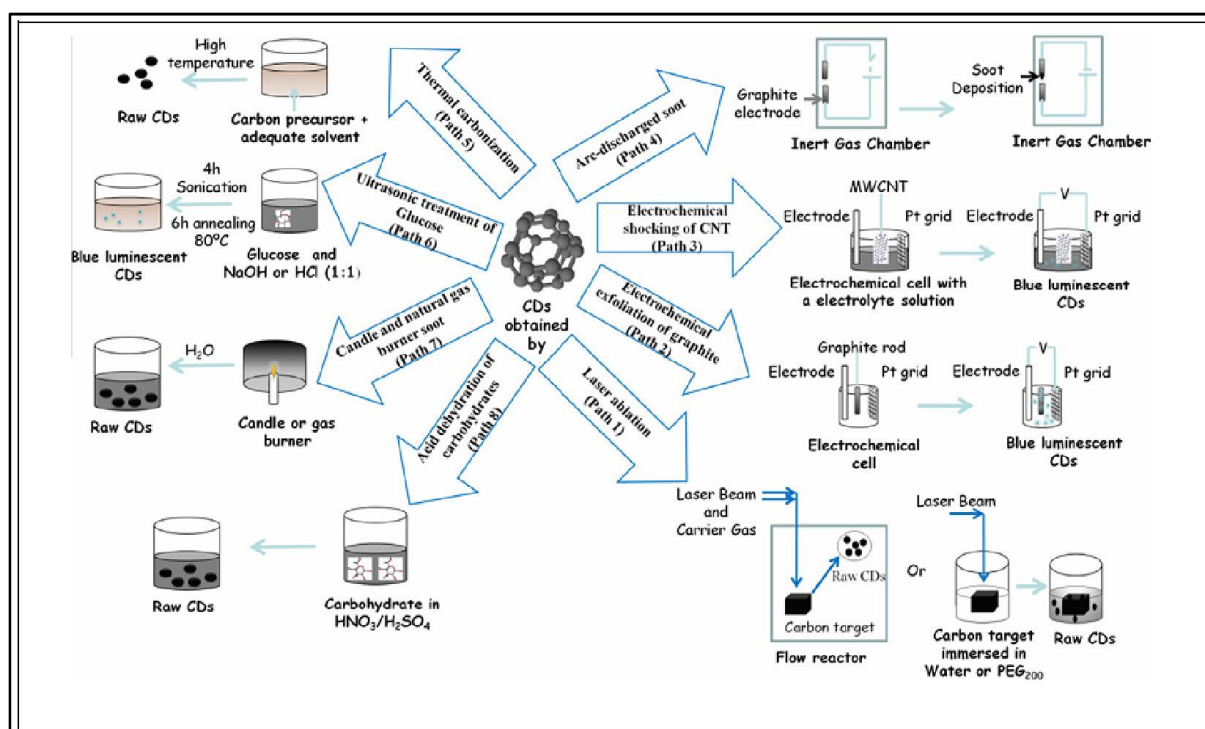 High
temperature
Raw CDs
Carbon precursor +
adequate solvent
Thermal carbonization
(Path 5)
Arc-discharged soot
(Path 4)
Graphite
electrode
Inert Gas Chamber
Soot
Deposition
Inert Gas Chamber
4h
Sonication
6h annealing
80ºC
Blue luminescent
CDs
Glucose and
NaOH or HCl (1:1)
Ultrasonic treatment of
Glucose
(Path 6)
CDs
obtained
by
Electrochemical
shocking of CNT
(Path 3)
MWCNT
Electrode
Pt grid
Electrochemical cell with
a electrolyte solution
V
Electrode
Pt grid
Blue luminescent
CDs
H₂O
Raw CDs
Candle or gas
burner
Candle and natural gas
burner soot
(Path 7)
Electrochemical
exfoliation of graphite
(Path 2)
Graphite rod
Electrode
Pt grid
Electrochemical
cell
V
Electrode
Pt grid
Blue luminescent
CDs
Raw CDs
Carbohydrate in
HNO₃/H₂SO₄
Acid dehydration of
carbohydrates
(Path 8)
Laser ablation
(Path 1)
Laser Beam
and
Carrier Gas
Raw CDs
Carbon target
Flow reactor
Or
Laser Beam
Carbon target
immersed in
Water or PEG₂₀₀
Raw CDs